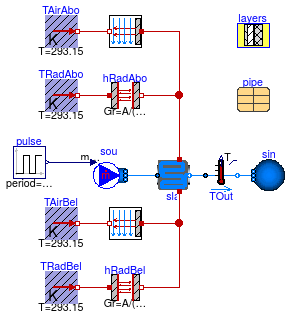 TAirAbo
layers
K
T=293.15
TRadAbo
hRadAbo
pipe
K
T=293.15
Gr=A/(...
pulse
m
sou
T
sin
period=...
sla
TOut
TAirBel
K
T=293.15
TRadBel
hRadBel
K
T=293.15
Gr=A/(...